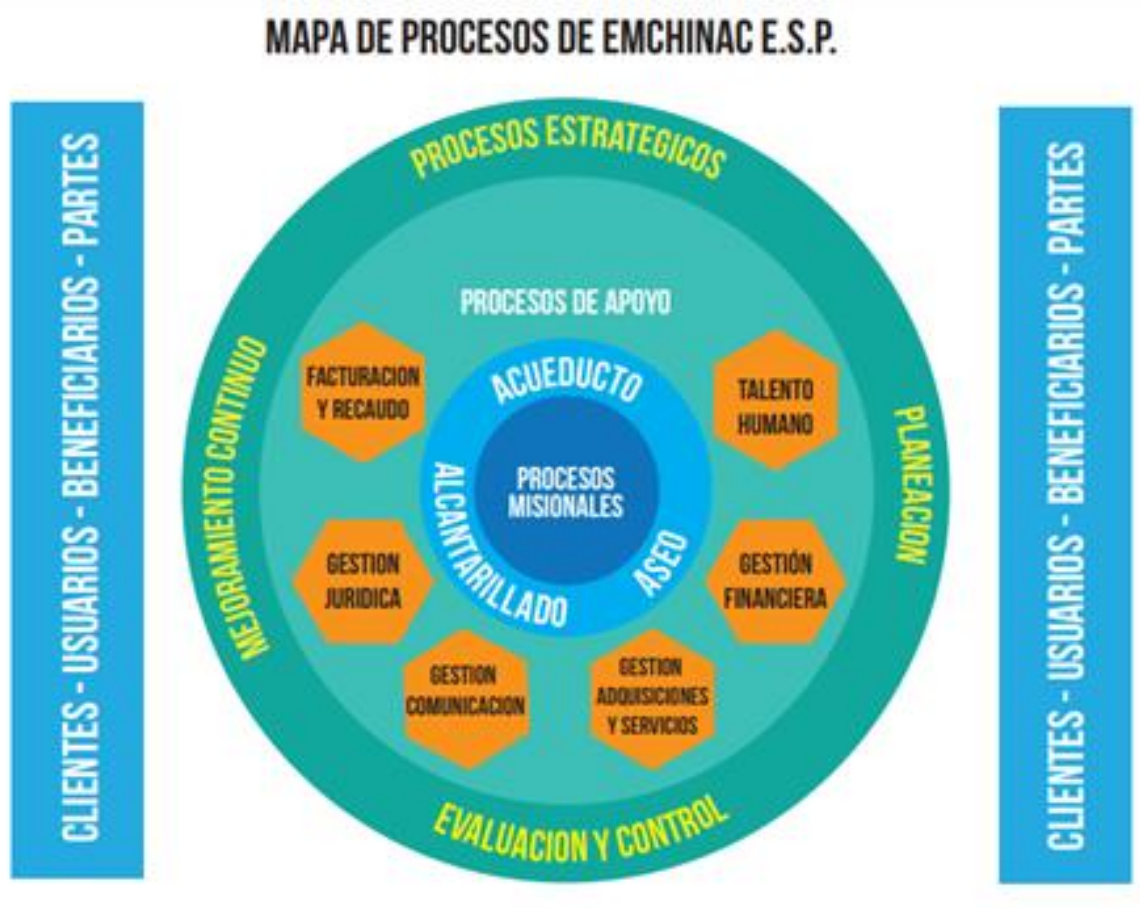 MAPA DE PROCESOS DE EMCHINAC E.S.P.
CLIENTES - USUARIOS - BENEFICIARIOS - PARTES
PROCESOS ESTRATEGICOS
MEJORAMIENTO CONTINUO
PLANEACION
EVALUACION Y CONTROL
PROCESOS DE APOYO
FACTURACION
Y RECAUDO
TALENTO
HUMANO
GESTION
JURIDICA
GESTIÓN
FINANCIERA
GESTION
COMUNICACION
GESTION
ADQUISICIONES
Y SERVICIOS
ACUEDUCTO
ALCANTARILLADO
ASEO
PROCESOS
MISIONALES
CLIENTES - USUARIOS - BENEFICIARIOS - PARTES